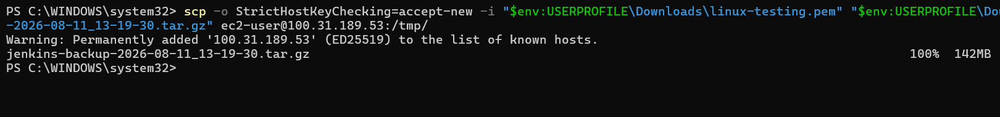 PS C:\WINDOWS\system32> scp -o StrictHostKeyChecking=accept-new -i "$env:USERPROFILE\Downloads\linux-testing.pem" "$env:USERPROFILE\Do
-2026-08-11_13-19-30.tar.gz" ec2-user@100.31.189.53:/tmp/
Warning: Permanently added '100.31.189.53' (ED25519) to the list of known hosts.
jenkins-backup-2026-08-11_13-19-30.tar.gz 100% 142MB
PS C:\WINDOWS\system32>